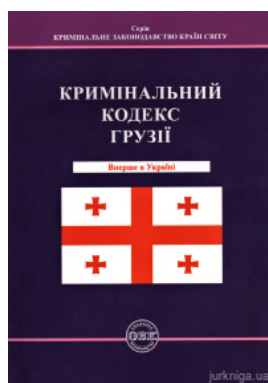 Серія
КРИМІНАЛЬНЕ ЗАКОНОДАВСТВО КРАЇН СВІТУ
КРИМІНАЛЬНИЙ
КОДЕКС
ГРУЗІЇ
Вперше в Україні
ОВК
jurkniga.ua